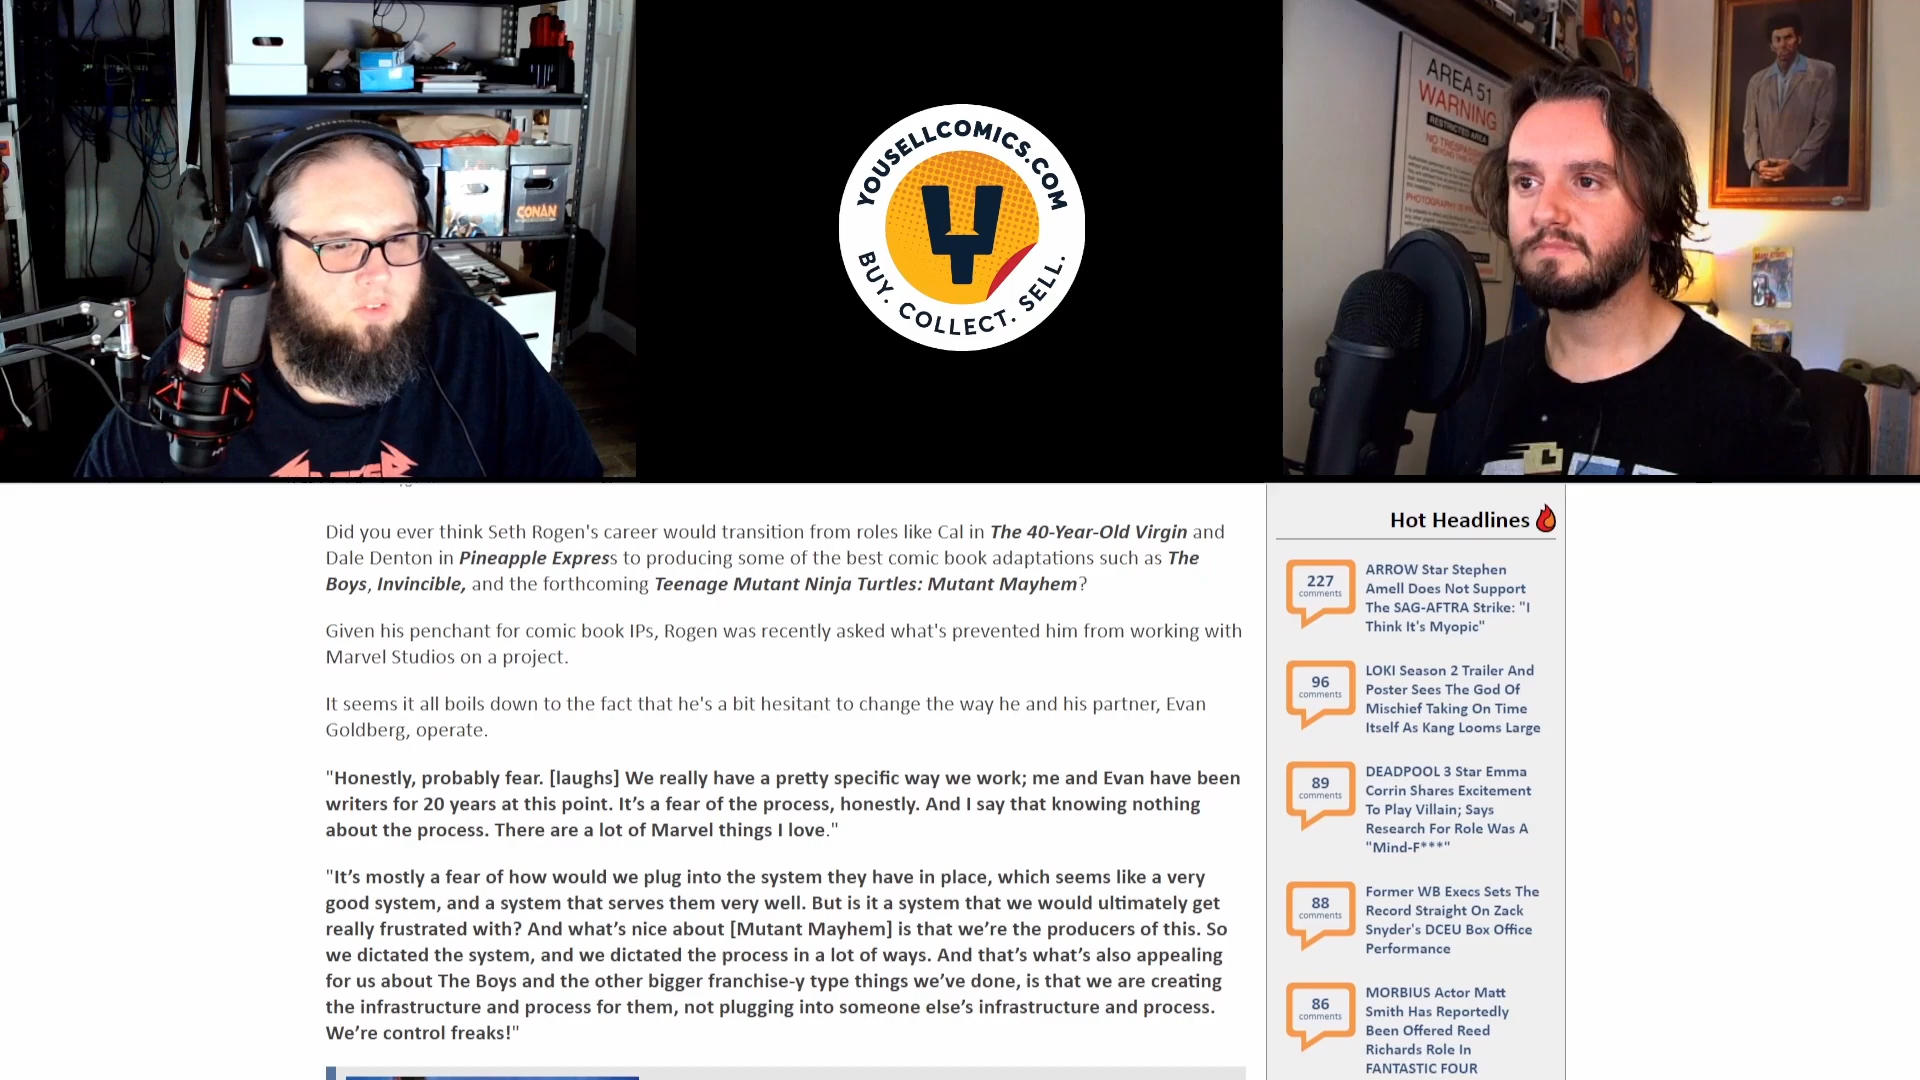 CONAN
YOUSELLCOMICS.COM
BUY. COLLECT. SELL.
AREA 51
WARNING
RESTRICTED AREA
Did you ever think Seth Rogen's career would transition from roles like Cal in The 40-Year-Old Virgin and
Dale Denton in Pineapple Express to producing some of the best comic book adaptations such as The
Boys, Invincible, and the forthcoming Teenage Mutant Ninja Turtles: Mutant Mayhem?
Given his penchant for comic book IPs, Rogen was recently asked what's prevented him from working with
Marvel Studios on a project.
It seems it all boils down to the fact that he's a bit hesitant to change the way he and his partner, Evan
Goldberg, operate.
"Honestly, probably fear. [laughs] We really have a pretty specific way we work; me and Evan have been
writers for 20 years at this point. It’s a fear of the process, honestly. And I say that knowing nothing
about the process. There are a lot of Marvel things I love."
"It’s mostly a fear of how would we plug into the system they have in place, which seems like a very
good system, and a system that serves them very well. But is it a system that we would ultimately get
really frustrated with? And what’s nice about [Mutant Mayhem] is that we’re the producers of this. So
we dictated the system, and we dictated the process in a lot of ways. And that’s what’s also appealing
for us about The Boys and the other bigger franchise-y type things we’ve done, is that we are creating
the infrastructure and process for them, not plugging into someone else’s infrastructure and process.
We’re control freaks!"
Hot Headlines
227
comments
ARROW Star Stephen
Amell Does Not Support
The SAG-AFTRA Strike: "I
Think It's Myopic"
96
comments
LOKI Season 2 Trailer And
Poster Sees The God Of
Mischief Taking On Time
Itself As Kang Looms Large
89
comments
DEADPOOL 3 Star Emma
Corrin Shares Excitement
To Play Villain; Says
Research For Role Was A
"Mind-F***"
88
comments
Former WB Execs Sets The
Record Straight On Zack
Snyder's DCEU Box Office
Performance
86
comments
MORBIUS Actor Matt
Smith Has Reportedly
Been Offered Reed
Richards Role In
FANTASTIC FOUR